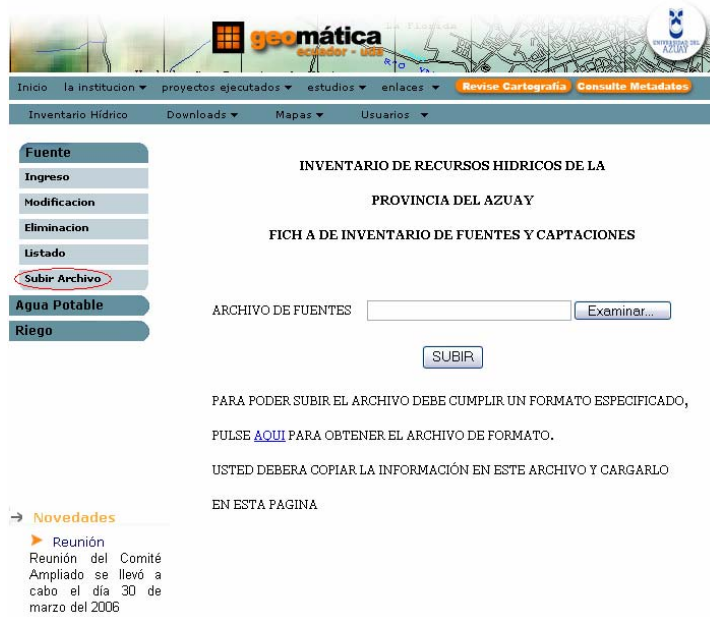 La Florida
geomática
ecuador - uda
UNIVERSIDAD DEL
AZUAY
Inicio la institucion proyectos ejecutados estudios enlaces Revise Cartografía Consulte Metadatos
Inventario Hídrico Downloads Mapas Usuarios
Fuente
Ingreso
Modificacion
Eliminacion
Listado
Subir Archivo
Agua Potable
Riego
INVENTARIO DE RECURSOS HIDRICOS DE LA
PROVINCIA DEL AZUAY
FICH A DE INVENTARIO DE FUENTES Y CAPTACIONES
ARCHIVO DE FUENTES Examinar...
SUBIR
PARA PODER SUBIR EL ARCHIVO DEBE CUMPLIR UN FORMATO ESPECIFICADO,
PULSE AQUI PARA OBTENER EL ARCHIVO DE FORMATO.
USTED DEBERA COPIAR LA INFORMACIÓN EN ESTE ARCHIVO Y CARGARLO
EN ESTA PAGINA
Novedades
Reunión
Reunión del Comité
Ampliado se llevó a
cabo el día 30 de
marzo del 2006